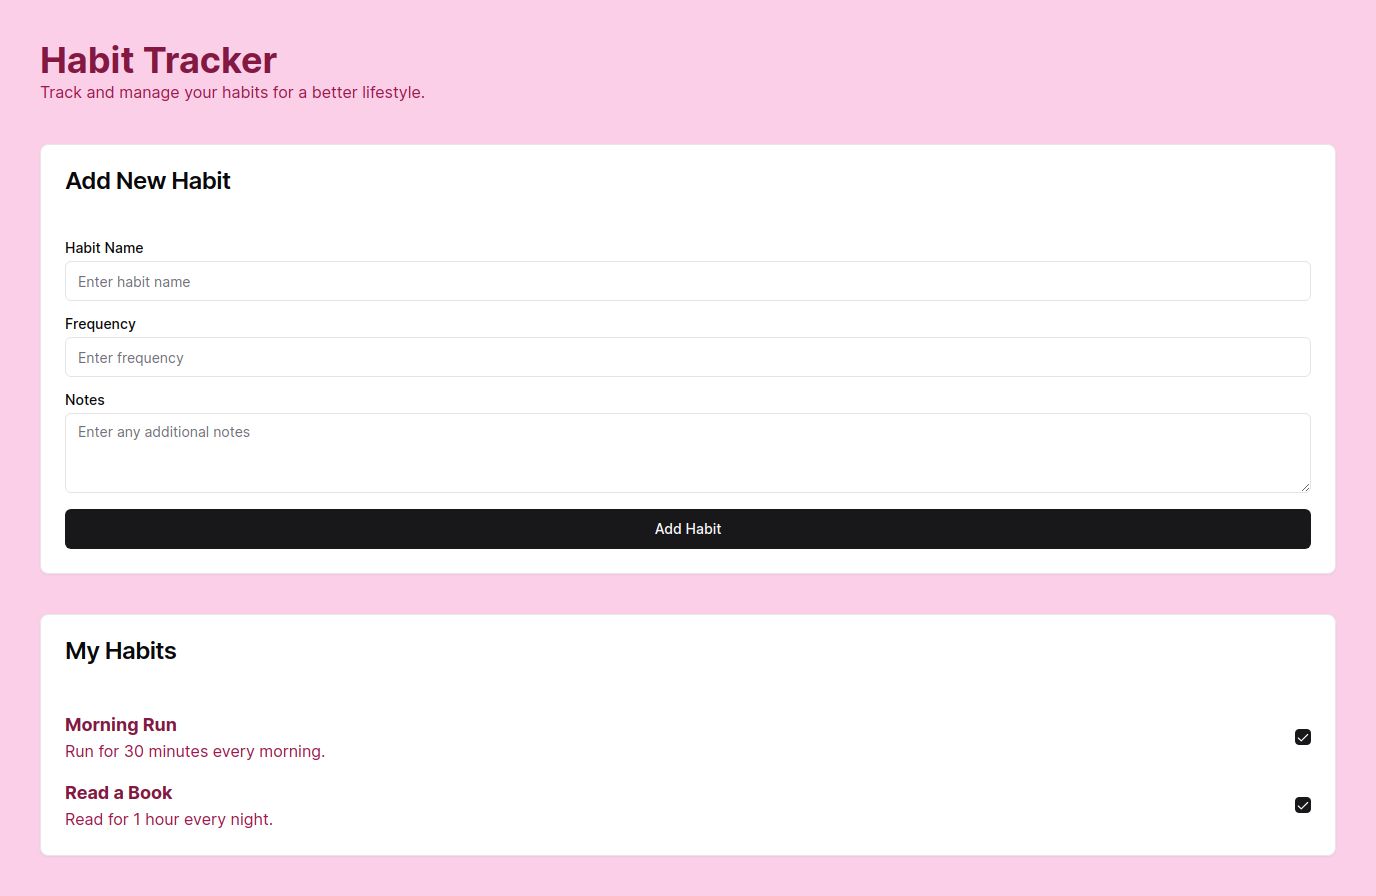 Habit Tracker
Track and manage your habits for a better lifestyle.
Add New Habit
Habit Name
Enter habit name
Frequency
Enter frequency
Notes
Enter any additional notes
Add Habit
My Habits
Morning Run
Run for 30 minutes every morning.
Read a Book
Read for 1 hour every night.